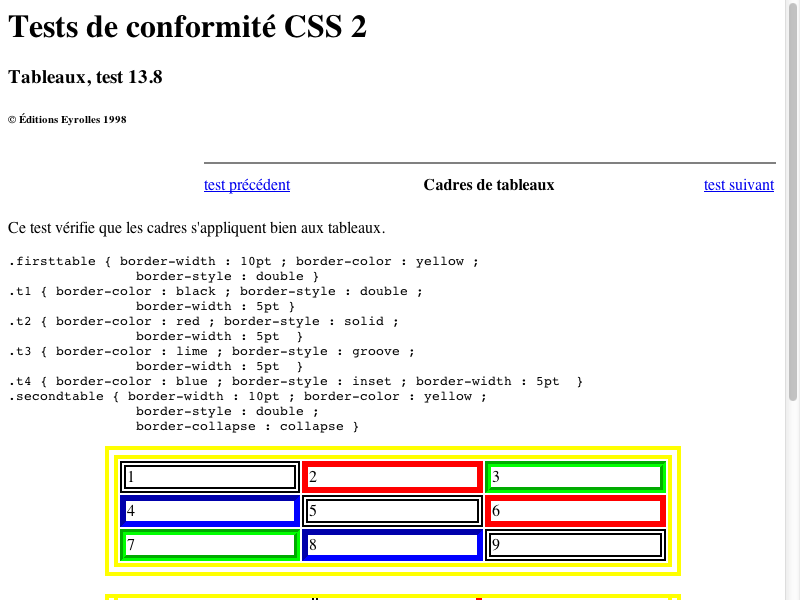 Tests de conformité CSS 2
Tableaux, test 13.8
© Éditions Eyrolles 1998
test précédent Cadres de tableaux test suivant
Ce test vérifie que les cadres s'appliquent bien aux tableaux.
.firsttable { border-width : 10pt ; border-color : yellow ;
border-style : double }
.t1 { border-color : black ; border-style : double ;
border-width : 5pt }
.t2 { border-color : red ; border-style : solid ;
border-width : 5pt  }
.t3 { border-color : lime ; border-style : groove ;
border-width : 5pt  }
.t4 { border-color : blue ; border-style : inset ; border-width : 5pt  }
.secondtable { border-width : 10pt ; border-color : yellow ;
border-style : double ;
border-collapse : collapse }
1 2 3
4 5 6
7 8 9